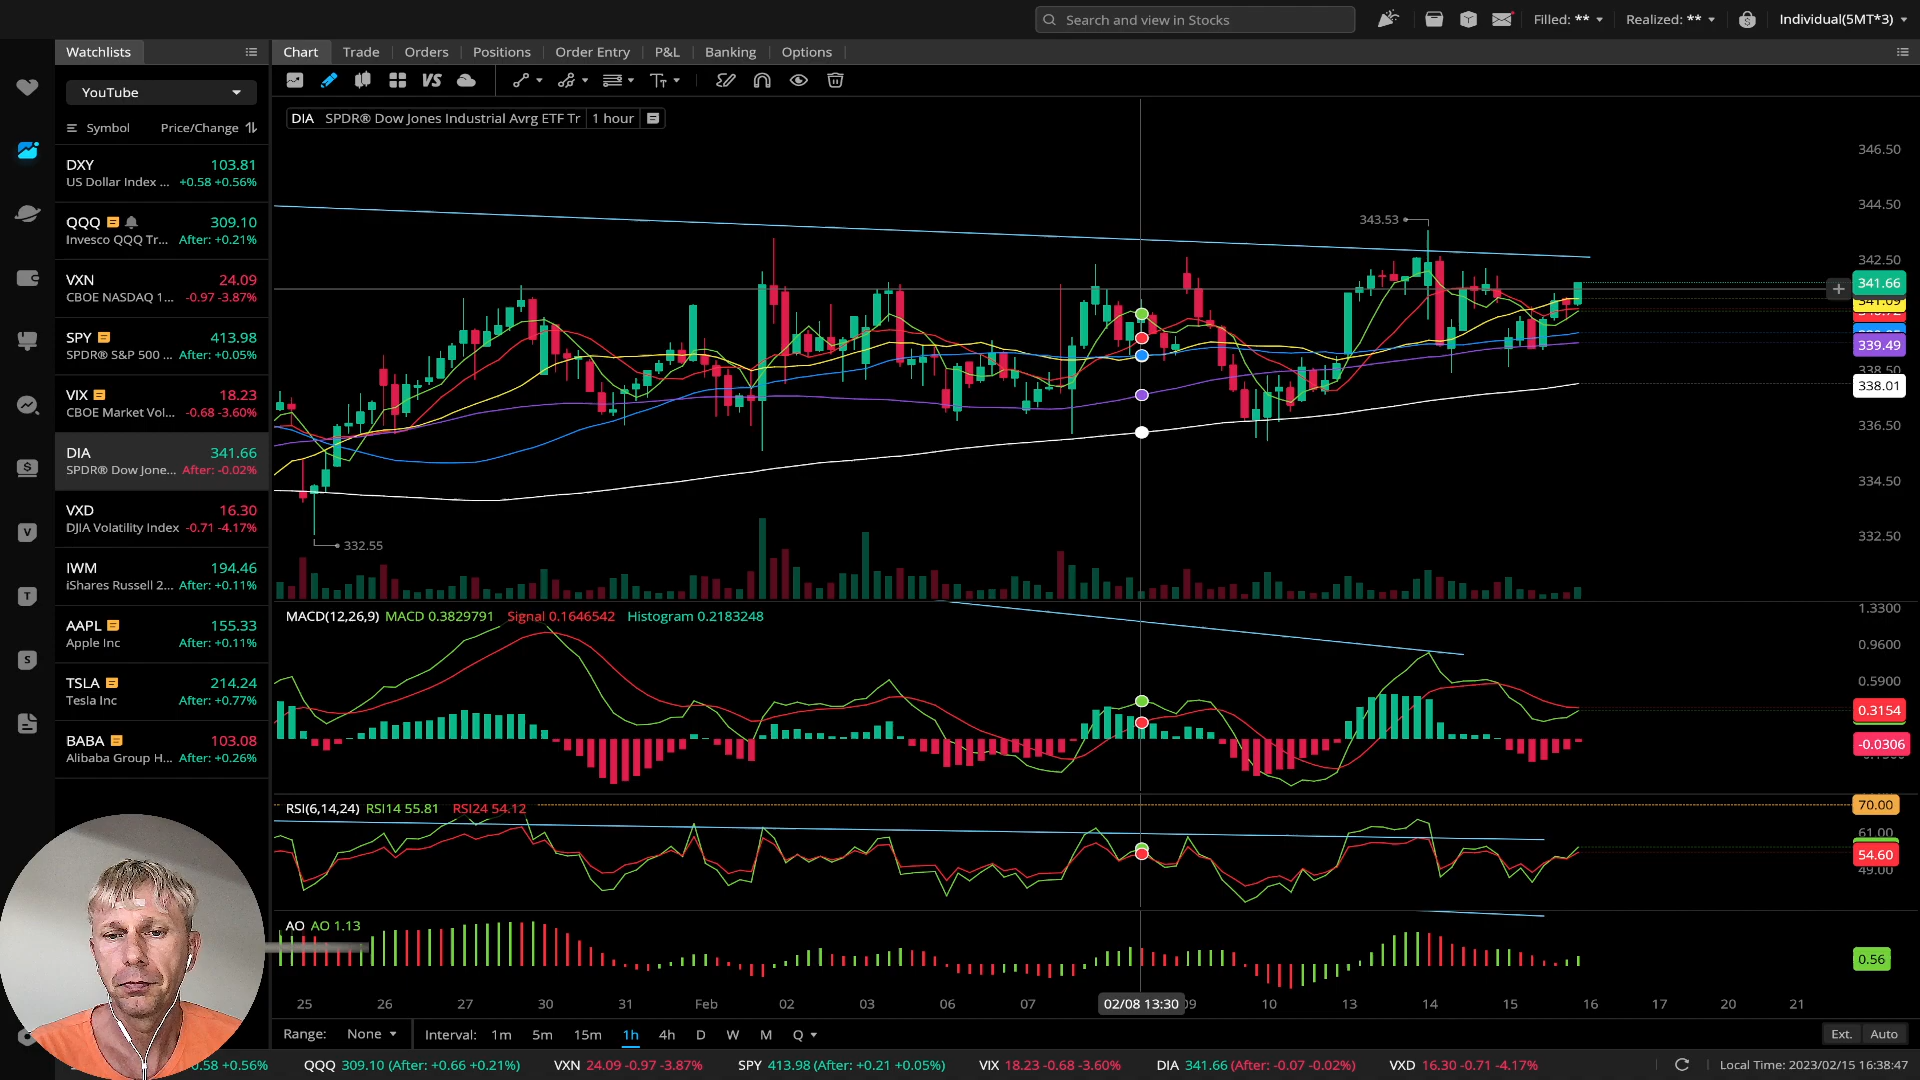 Search and view in Stocks
Filled: **
Realized: **
Individual(5MT*3)
Watchlists
Chart Trade Orders Positions Order Entry P&L Banking Options
YouTube
VS
Symbol Price/Change
DIA SPDR® Dow Jones Industrial Avrg ETF Tr 1 hour
DXY 103.81
US Dollar Index ... +0.58 +0.56%
QQQ 309.10
Invesco QQQ Tr... After: +0.21%
VXN 24.09
CBOE NASDAQ 1... -0.97 -3.87%
SPY 413.98
SPDR® S&P 500 ... After: +0.05%
VIX 18.23
CBOE Market Vol... -0.68 -3.60%
DIA 341.66
SPDR® Dow Jone... After: -0.02%
VXD 16.30
DJIA Volatility Index -0.71 -4.17%
IWM 194.46
iShares Russell 2... After: +0.11%
AAPL 155.33
Apple Inc After: +0.11%
TSLA 214.24
Tesla Inc After: +0.77%
BABA 103.08
Alibaba Group H... After: +0.26%
343.53
332.55
346.50
344.50
342.50
341.66
341.09
339.49
338.50
338.01
336.50
334.50
332.50
MACD(12,26,9) MACD 0.3829791 Signal 0.1646542 Histogram 0.2183248
1.3300
0.9600
0.5900
0.3154
-0.0306
RSI(6,14,24) RSI14 55.81 RSI24 54.12
70.00
61.00
54.60
49.00
AO AO 1.13
0.56
25 26 27 30 31 Feb 02 03 06 07 02/08 13:30 09 10 13 14 15 16 17 20 21
Range: None Interval: 1m 5m 15m 1h 4h D W M Q
Ext. Auto
0.58 +0.56% QQQ 309.10 (After: +0.66 +0.21%) VXN 24.09 -0.97 -3.87% SPY 413.98 (After: +0.21 +0.05%) VIX 18.23 -0.68 -3.60% DIA 341.66 (After: -0.07 -0.02%) VXD 16.30 -0.71 -4.17%
Local Time: 2023/02/15 16:38:47